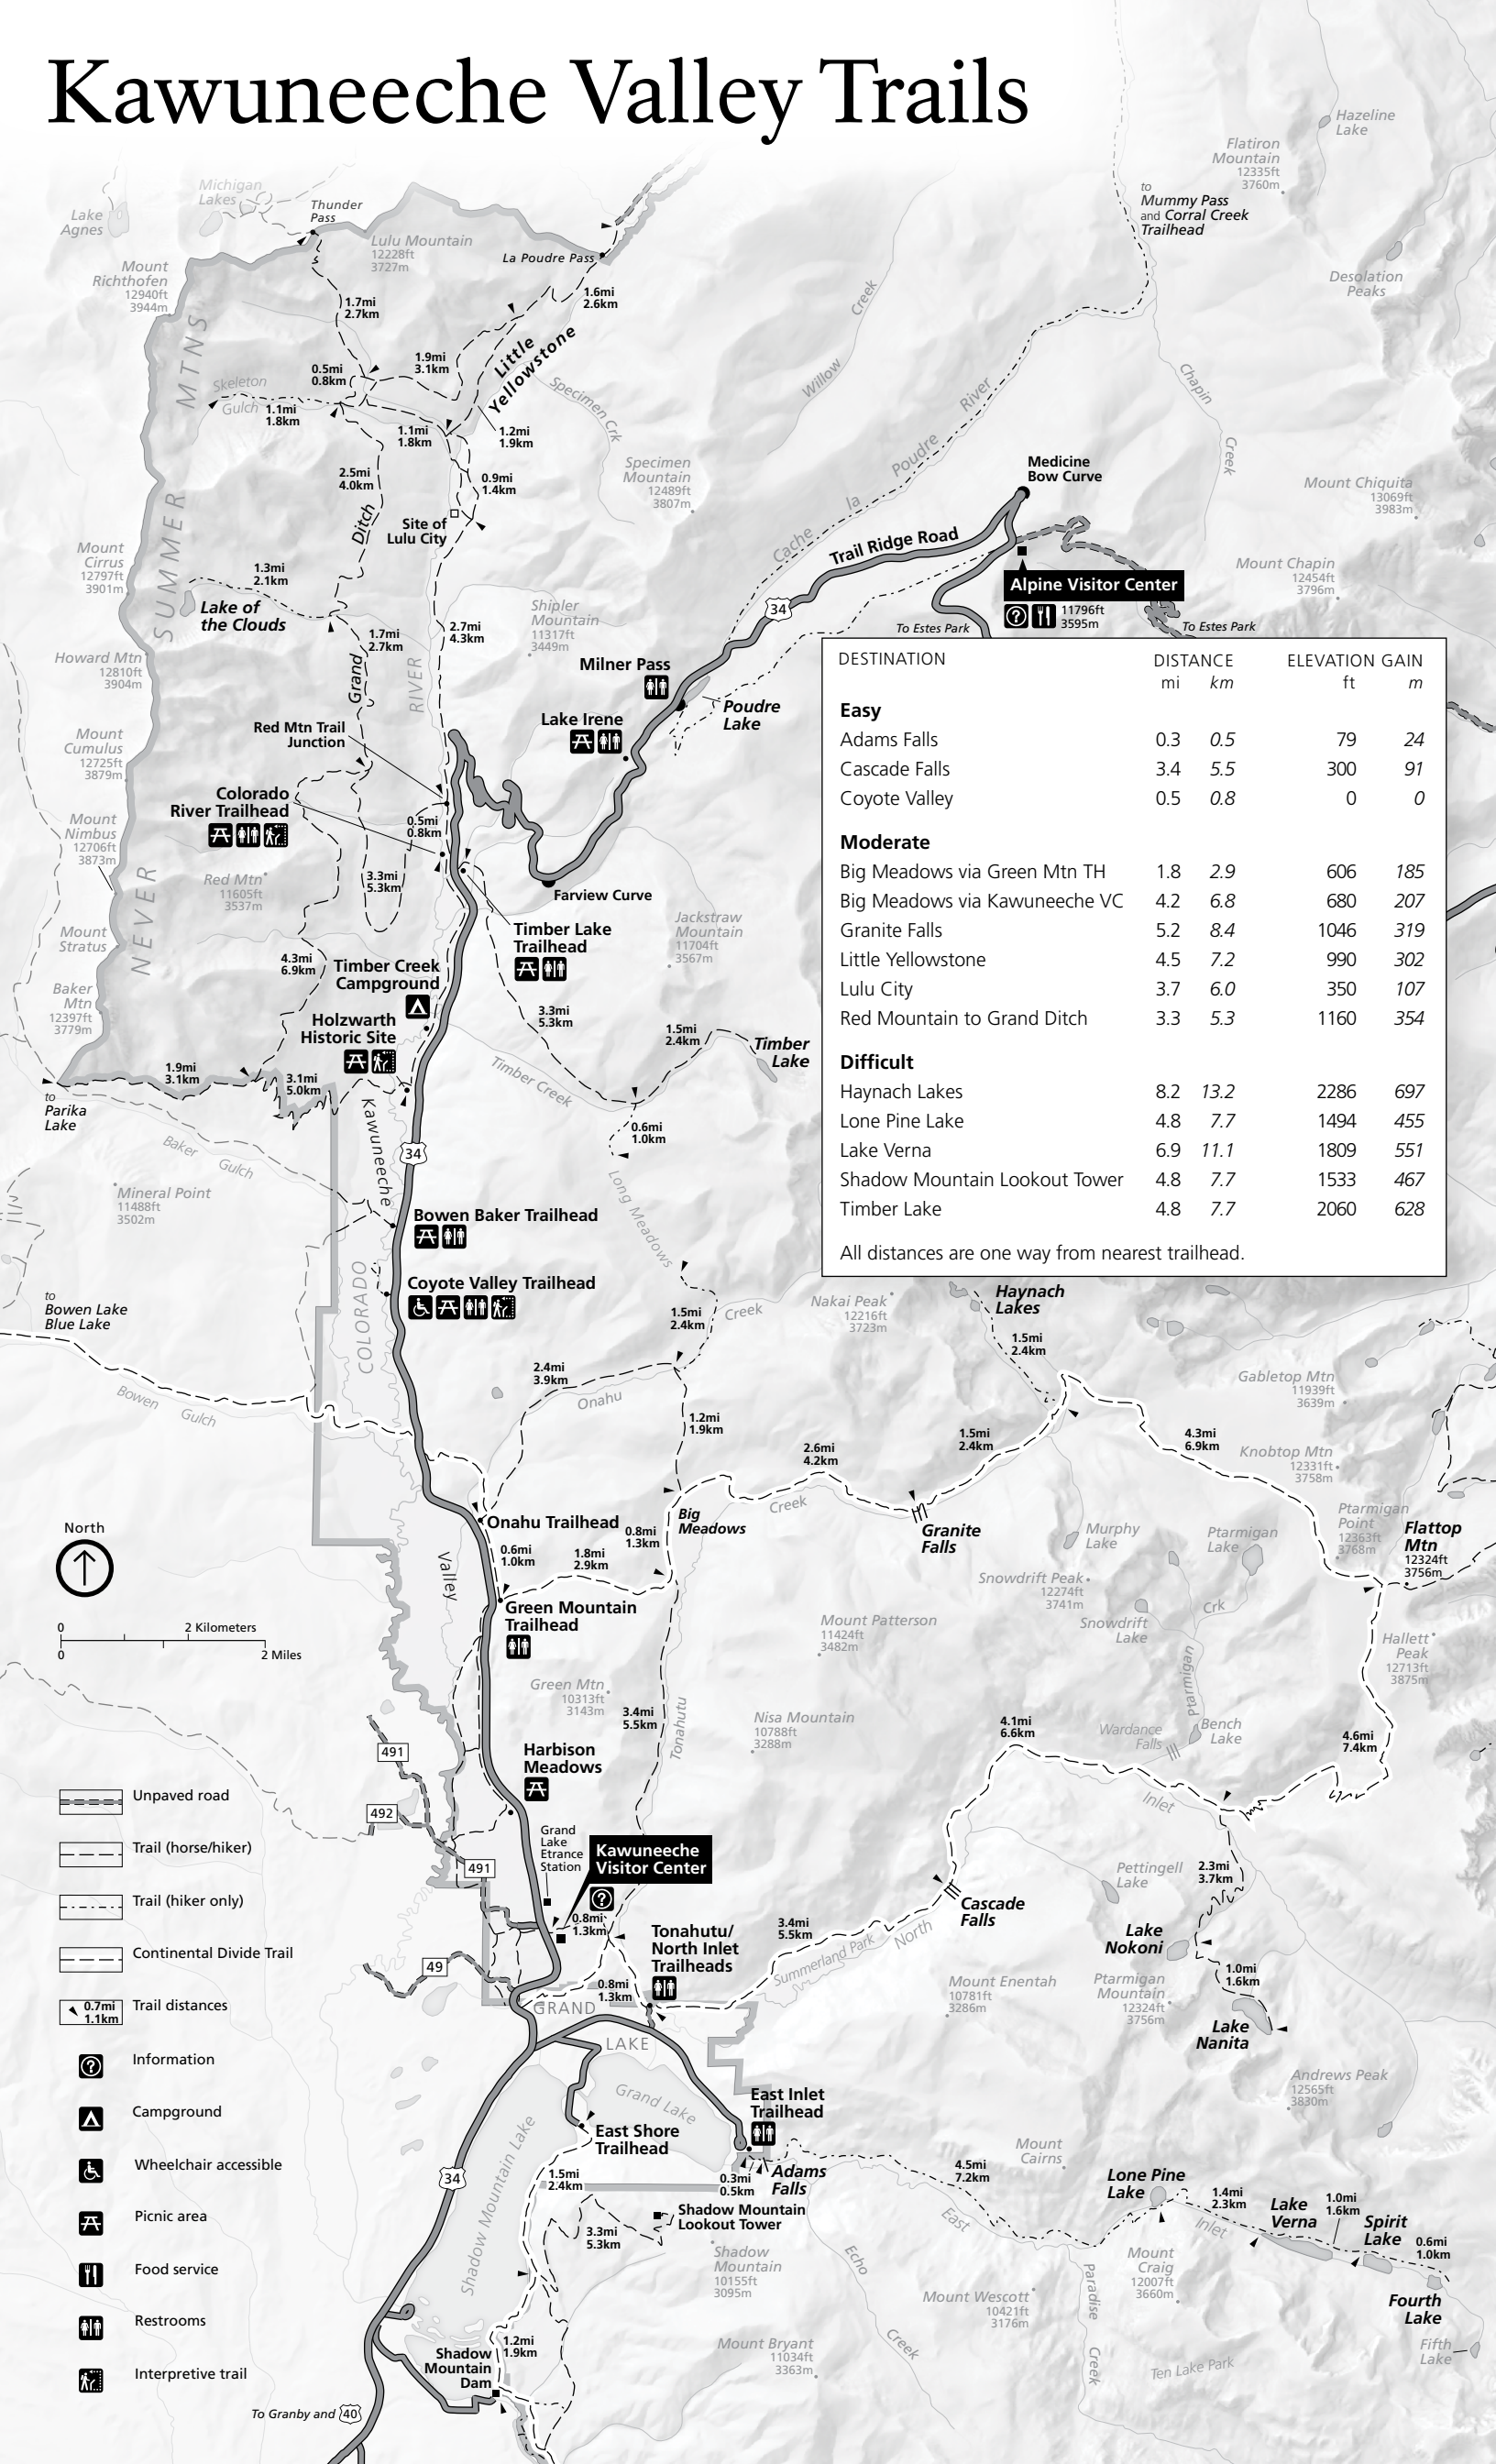 Kawuneeche Valley Trails
Hazeline
Lake
Flatiron
Mountain
12335ft
3760m
to
Mummy Pass
and Corral Creek
Trailhead
Desolation
Peaks
Michigan
Lakes
Lake
Agnes
Thunder
Pass
Lulu Mountain
12228ft
3727m
La Poudre Pass
Mount
Richthofen
12940ft
3944m
1.7mi
2.7km
1.6mi
2.6km
Little
Yellowstone
1.9mi
3.1km
0.5mi
0.8km
Skeleton
Gulch
1.1mi
1.8km
1.1mi
1.8km
1.2mi
1.9km
Specimen Crk
Willow
Creek
Cache
la
Poudre
River
Chapin
Creek
NEVER
SUMMER
MTNS
2.5mi
4.0km
0.9mi
1.4km
Specimen
Mountain
12489ft
3807m
Medicine
Bow Curve
Mount Chiquita
13069ft
3983m
Ditch
Site of
Lulu City
Trail Ridge Road
Mount
Cirrus
12797ft
3901m
1.3mi
2.1km
Lake of
the Clouds
Alpine Visitor Center
11796ft
3595m
Mount Chapin
12454ft
3796m
34
To Estes Park
To Estes Park
Shipler
Mountain
11317ft
3449m
2.7mi
4.3km
1.7mi
2.7km
Howard Mtn
12810ft
3904m
Grand
RIVER
Milner Pass
Lake Irene
Poudre
Lake
Mount
Cumulus
12725ft
3879m
Red Mtn Trail
Junction
Colorado
River Trailhead
0.5mi
0.8km
Mount
Nimbus
12706ft
3873m
Red Mtn
11605ft
3537m
3.3mi
5.3km
Farview Curve
Mount
Stratus
Timber Lake
Trailhead
Jackstraw
Mountain
11704ft
3567m
4.3mi
6.9km
Timber Creek
Campground
Baker
Mtn
12397ft
3779m
Holzwarth
Historic Site
3.3mi
5.3km
1.5mi
2.4km
Timber
Lake
1.9mi
3.1km
3.1mi
5.0km
Timber Creek
to
Parika
Lake
0.6mi
1.0km
Kawuneeche
34
Baker
Gulch
Mineral Point
11488ft
3502m
Long Meadows
Bowen Baker Trailhead
Coyote Valley Trailhead
COLORADO
to
Bowen Lake
Blue Lake
DESTINATION
DISTANCE
ELEVATION GAIN
mi km ft m
Easy
Adams Falls 0.3 0.5 79 24
Cascade Falls 3.4 5.5 300 91
Coyote Valley 0.5 0.8 0 0
Moderate
Big Meadows via Green Mtn TH 1.8 2.9 606 185
Big Meadows via Kawuneeche VC 4.2 6.8 680 207
Granite Falls 5.2 8.4 1046 319
Little Yellowstone 4.5 7.2 990 302
Lulu City 3.7 6.0 350 107
Red Mountain to Grand Ditch 3.3 5.3 1160 354
Difficult
Haynach Lakes 8.2 13.2 2286 697
Lone Pine Lake 4.8 7.7 1494 455
Lake Verna 6.9 11.1 1809 551
Shadow Mountain Lookout Tower 4.8 7.7 1533 467
Timber Lake 4.8 7.7 2060 628
All distances are one way from nearest trailhead.
Nakai Peak
12216ft
3723m
Haynach
Lakes
1.5mi
2.4km
1.5mi
2.4km
Creek
2.4mi
3.9km
Onahu
Bowen
Gulch
1.2mi
1.9km
Gabletop Mtn
11939ft
3639m
2.6mi
4.2km
1.5mi
2.4km
4.3mi
6.9km
Knobtop Mtn
12331ft
3758m
Creek
Big
Meadows
Granite
Falls
Onahu Trailhead
0.8mi
1.3km
0.6mi
1.0km
1.8mi
2.9km
Murphy
Lake
Ptarmigan
Lake
Ptarmigan
Point
12363ft
3768m
Flattop
Mtn
12324ft
3756m
North
Valley
Snowdrift Peak
12274ft
3741m
Crk
Ptarmigan
Snowdrift
Lake
Green Mountain
Trailhead
Mount Patterson
11424ft
3482m
Hallett
Peak
12713ft
3875m
0
2 Kilometers
0
2 Miles
Green Mtn
10313ft
3143m
3.4mi
5.5km
Tonahutu
Nisa Mountain
10788ft
3288m
4.1mi
6.6km
Wardance
Falls
Bench
Lake
4.6mi
7.4km
Inlet
491
492
491
49
Harbison
Meadows
Grand
Lake
Etrance
Station
Kawuneeche
Visitor Center
0.8mi
1.3km
Unpaved road
Trail (horse/hiker)
Trail (hiker only)
Continental Divide Trail
0.7mi
1.1km
Trail distances
Information
Campground
Wheelchair accessible
Picnic area
Food service
Restrooms
Interpretive trail
Tonahutu/
North Inlet
Trailheads
0.8mi
1.3km
3.4mi
5.5km
Summerland Park
North
Cascade
Falls
Pettingell
Lake
2.3mi
3.7km
Lake
Nokoni
1.0mi
1.6km
Mount Enentah
10781ft
3286m
Ptarmigan
Mountain
12324ft
3756m
Lake
Nanita
GRAND
LAKE
Grand Lake
Andrews Peak
12565ft
3830m
East Inlet
Trailhead
East Shore
Trailhead
34
Shadow Mountain Lake
1.5mi
2.4km
0.3mi
0.5km
Adams
Falls
Shadow Mountain
Lookout Tower
3.3mi
5.3km
Shadow
Mountain
10155ft
3095m
Mount
Cairns
4.5mi
7.2km
Lone Pine
Lake
1.4mi
2.3km
Lake
Verna
1.0mi
1.6km
Spirit
Lake
0.6mi
1.0km
East
Inlet
Echo
Creek
Paradise
Creek
Mount
Craig
12007ft
3660m
Mount Wescott
10421ft
3176m
Fourth
Lake
Fifth
Lake
Ten Lake Park
Mount Bryant
11034ft
3363m
1.2mi
1.9km
Shadow
Mountain
Dam
To Granby and 40